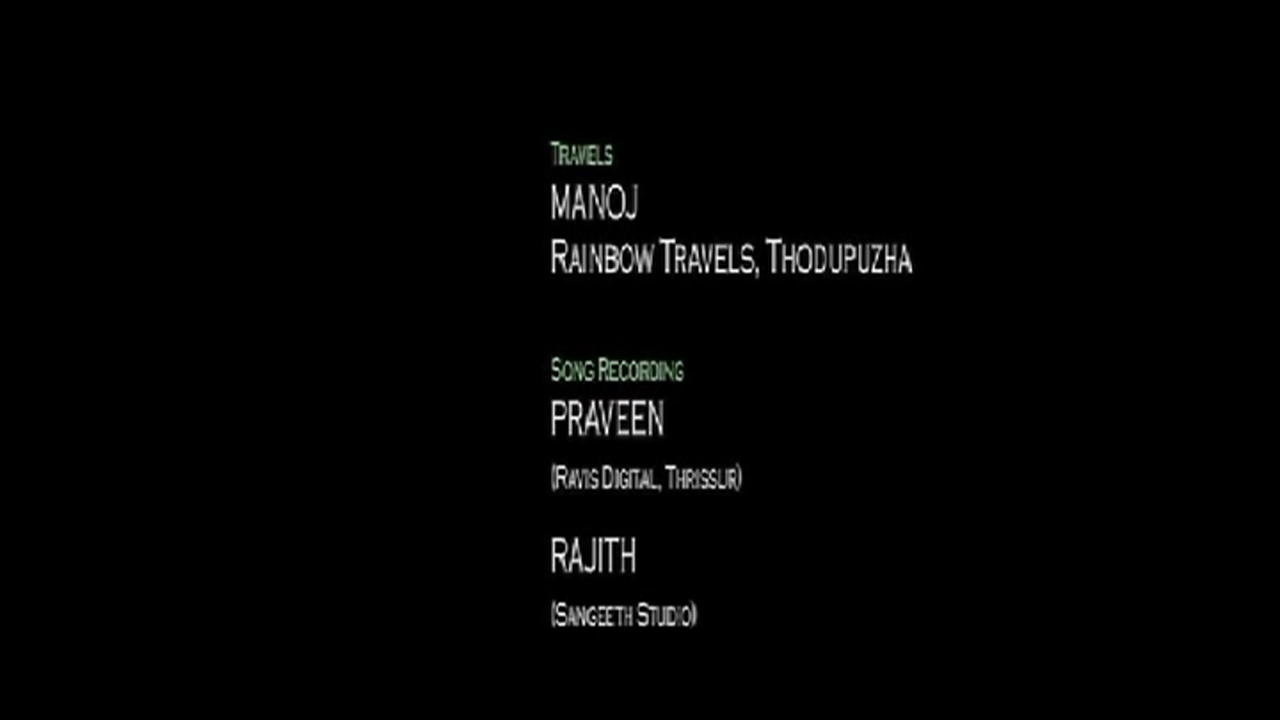 Travels
MANOJ
Rainbow Travels, Thodupuzha
Song Recording
PRAVEEN
(Ravis Digital, Thrissur)
RAJITH
(Sangeeth Studio)